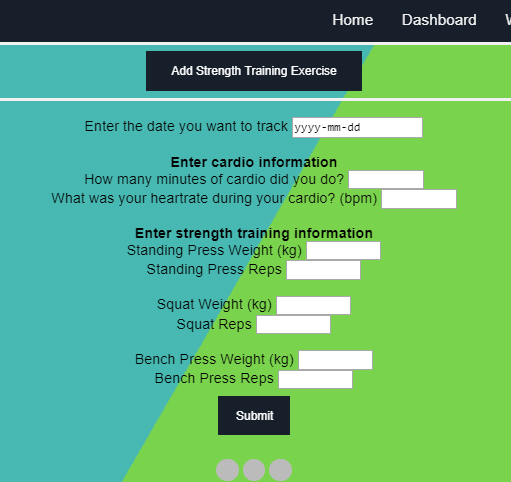 Home Dashboard
Add Strength Training Exercise
Enter the date you want to track yyyy-mm-dd
Enter cardio information
How many minutes of cardio did you do?
What was your heartrate during your cardio? (bpm)
Enter strength training information
Standing Press Weight (kg)
Standing Press Reps
Squat Weight (kg)
Squat Reps
Bench Press Weight (kg)
Bench Press Reps
Submit